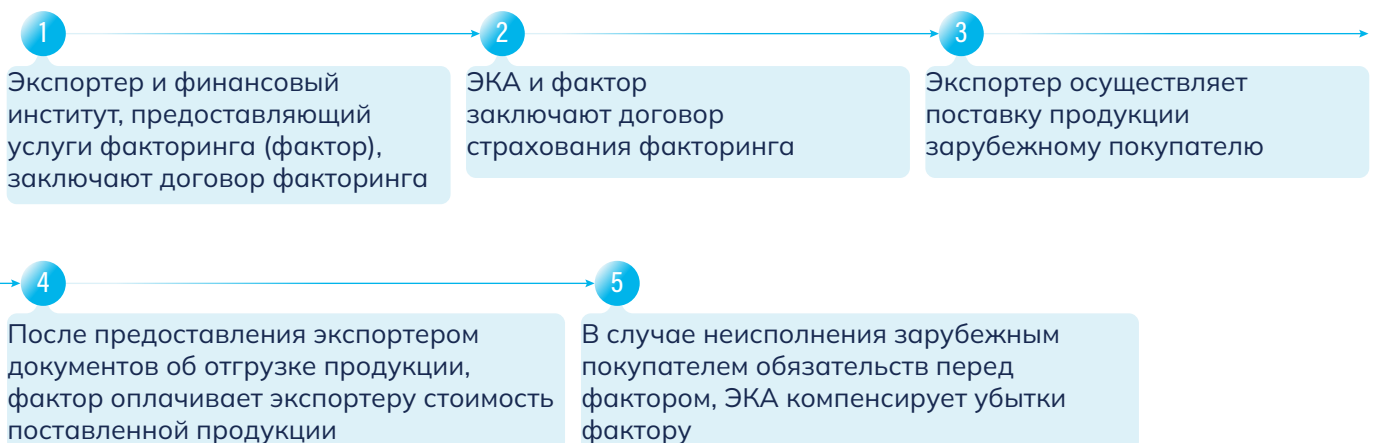 1
Экспортер и финансовый
институт, предоставляющий
услуги факторинга (фактор),
заключают договор факторинга
2
ЭКА и фактор
заключают договор
страхования факторинга
3
Экспортер осуществляет
поставку продукции
зарубежному покупателю
4
После предоставления экспортером
документов об отгрузке продукции,
фактор оплачивает экспортеру стоимость
поставленной продукции
5
В случае неисполнения зарубежным
покупателем обязательств перед
фактором, ЭКА компенсирует убытки
фактору